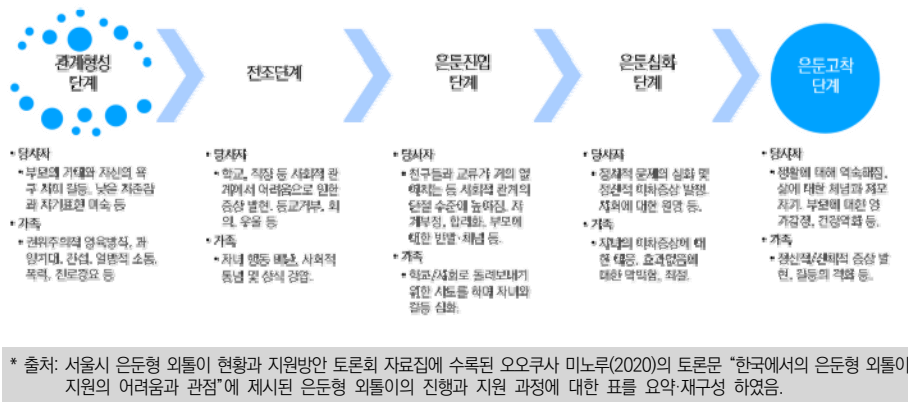 관계형성
단계
전조단계
은둔진입
단계
은둔심화
단계
은둔고착
단계
• 당사자
• 부모의 기대와 자신의 욕
구 차의 갈등, 낮은 자존감
과 자기표현 미숙 등
• 가족
• 권위주의적 양육방식, 과
잉기대, 간섭, 일방적 소통,
폭력, 진로강요 등
• 당사자
• 학교, 직장 등 사회적 관
계에서 어려움으로 인한
증상 발현, 등교거부, 회
의, 우울 등
• 가족
• 자녀 행동 비난, 사회적
통념 및 상식 강압.
• 당사자
• 친구들과 교류가 거의 없
해지는 등 사회적 관계의
단절 수준이 높아짐, 자
기부정, 합리화, 부모에
대한 반발·체념 등.
• 가족
• 학교/사회로 돌려보내기
위한 시도를 하며 자녀와
갈등 심화.
• 당사자
• 정체적 문제의 심화 및
정신적 이차증상 발생.
사회에 대한 원망 등.
• 가족
• 자녀의 이차증상에 대
한 대응, 효과없음에
대한 막막함, 좌절.
• 당사자
• 생활에 대해 익숙해짐,
삶에 대한 체념과 자포
자기, 부모에 대한 양
가감정, 건강악화 등.
• 가족
• 정신적/신체적 증상 발
현, 갈등의 격화 등.
* 출처: 서울시 은둔형 외톨이 현황과 지원방안 토론회 자료집에 수록된 오오쿠사 미노루(2020)의 토론문 “한국에서의 은둔형 외톨이
지원의 어려움과 관점”에 제시된 은둔형 외톨이의 진행과 지원 과정에 대한 표를 요약·재구성 하였음.